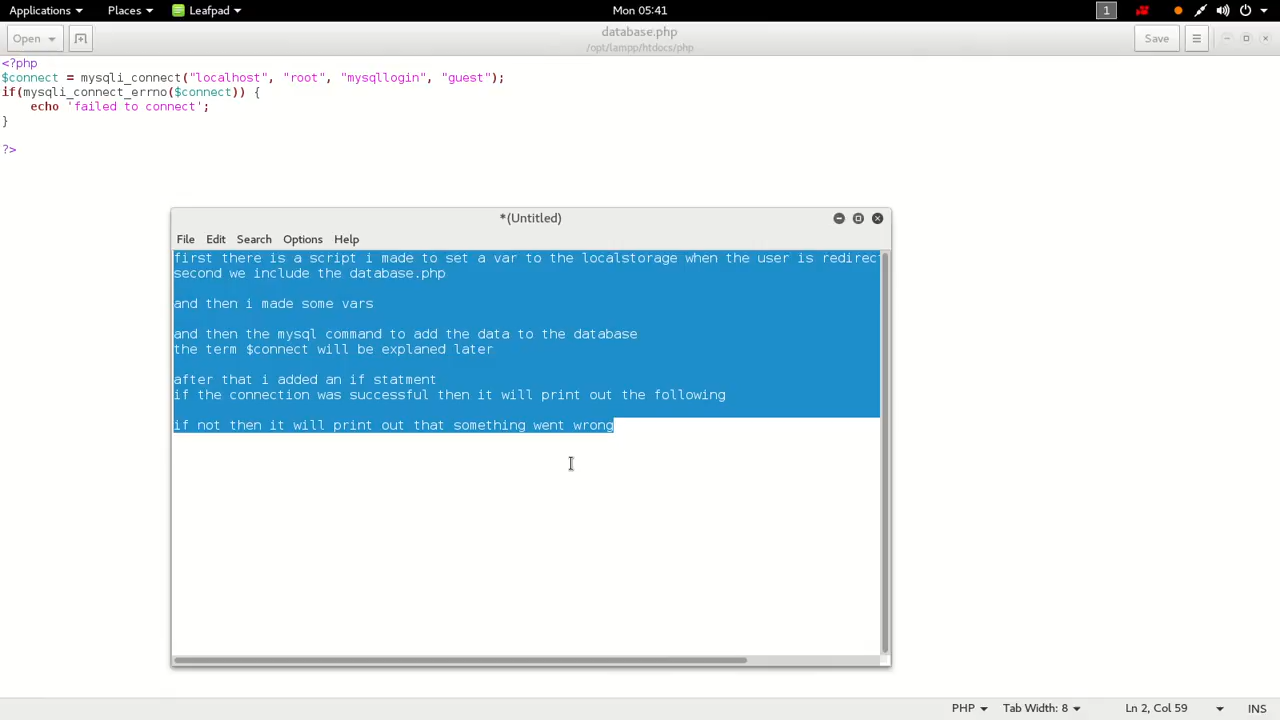 Applications Places Leafpad Mon 05:41 1
Open database.php Save
/opt/lampp/htdocs/php
<?php
$connect = mysqli_connect("localhost", "root", "mysqllogin", "guest");
if(mysqli_connect_errno($connect)) {
echo 'failed to connect';
}
?>
*(Untitled)
File Edit Search Options Help
first there is a script i made to set a var to the localstorage when the user is redirect
second we include the database.php
and then i made some vars
and then the mysql command to add the data to the database
the term $connect will be explaned later
after that i added an if statment
if the connection was successful then it will print out the following
if not then it will print out that something went wrong
PHP Tab Width: 8 Ln 2, Col 59 INS